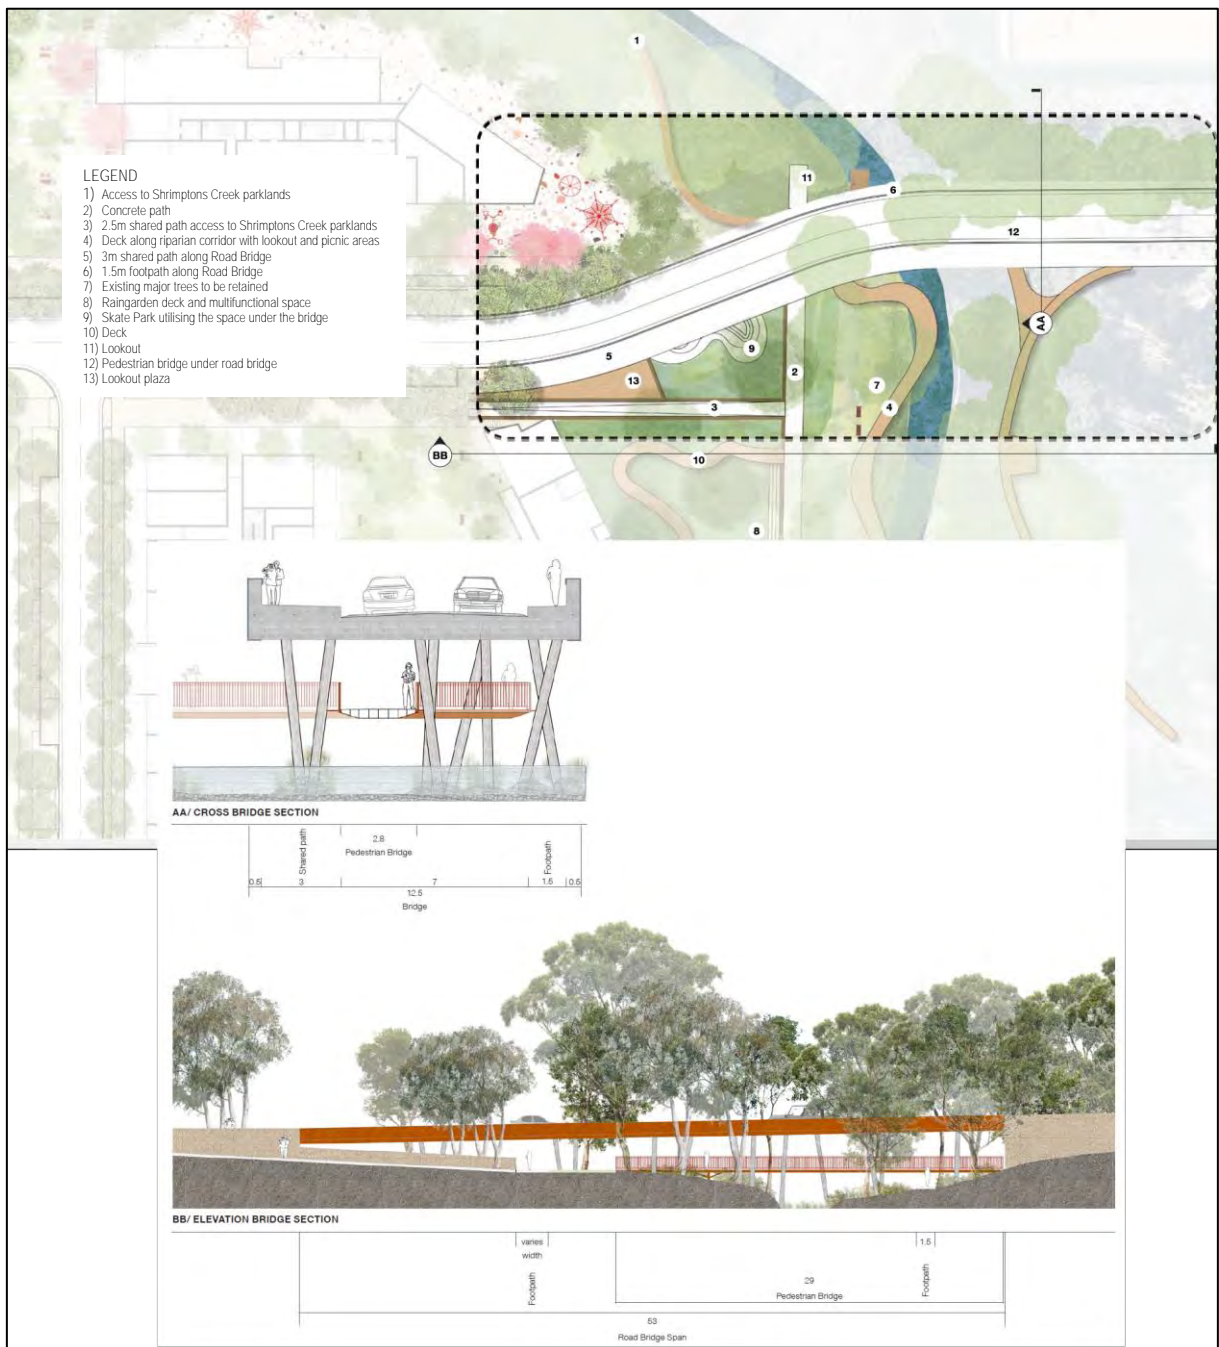 1
LEGEND
1) Access to Shrimptons Creek parklands
2) Concrete path
3) 2.5m shared path access to Shrimptons Creek parklands
4) Deck along riparian corridor with lookout and picnic areas
5) 3m shared path along Road Bridge
6) 1.5m footpath along Road Bridge
7) Existing major trees to be retained
8) Raingarden deck and multifunctional space
9) Skate Park utilising the space under the bridge
10) Deck
11) Lookout
12) Pedestrian bridge under road bridge
13) Lookout plaza
11
6
12
AA
9
5
2
13
7
3
4
BB
10
8
AA/ CROSS BRIDGE SECTION
Shared path
2.8
Pedestrian Bridge
Footpath
0.5 3 7 1.5 0.5
12.5
Bridge
BB/ ELEVATION BRIDGE SECTION
varies
width
Footpath
1.5
Footpath
29
Pedestrian Bridge
53
Road Bridge Span